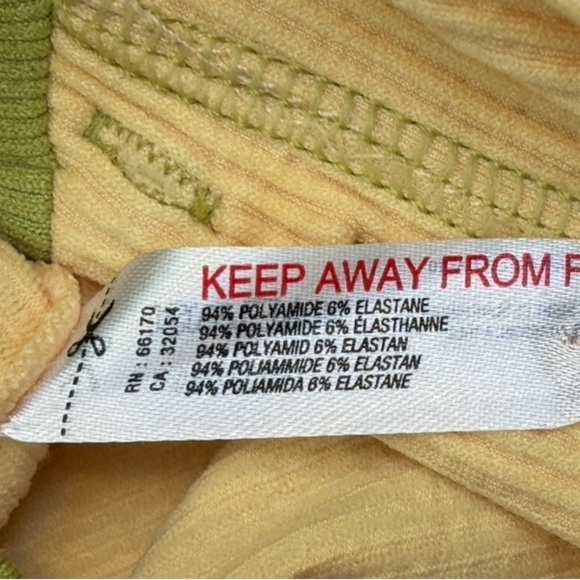 KEEP AWAY FROM
94% POLYAMIDE 6% ELASTANE
94% POLYAMIDE 6% ÉLASTHANNE
94% POLYAMID 6% ELASTAN
94% POLIAMMIDE 6% ELASTAN
94% POLIAMIDA 6% ELASTANE
RN : 66170
CA : 32054